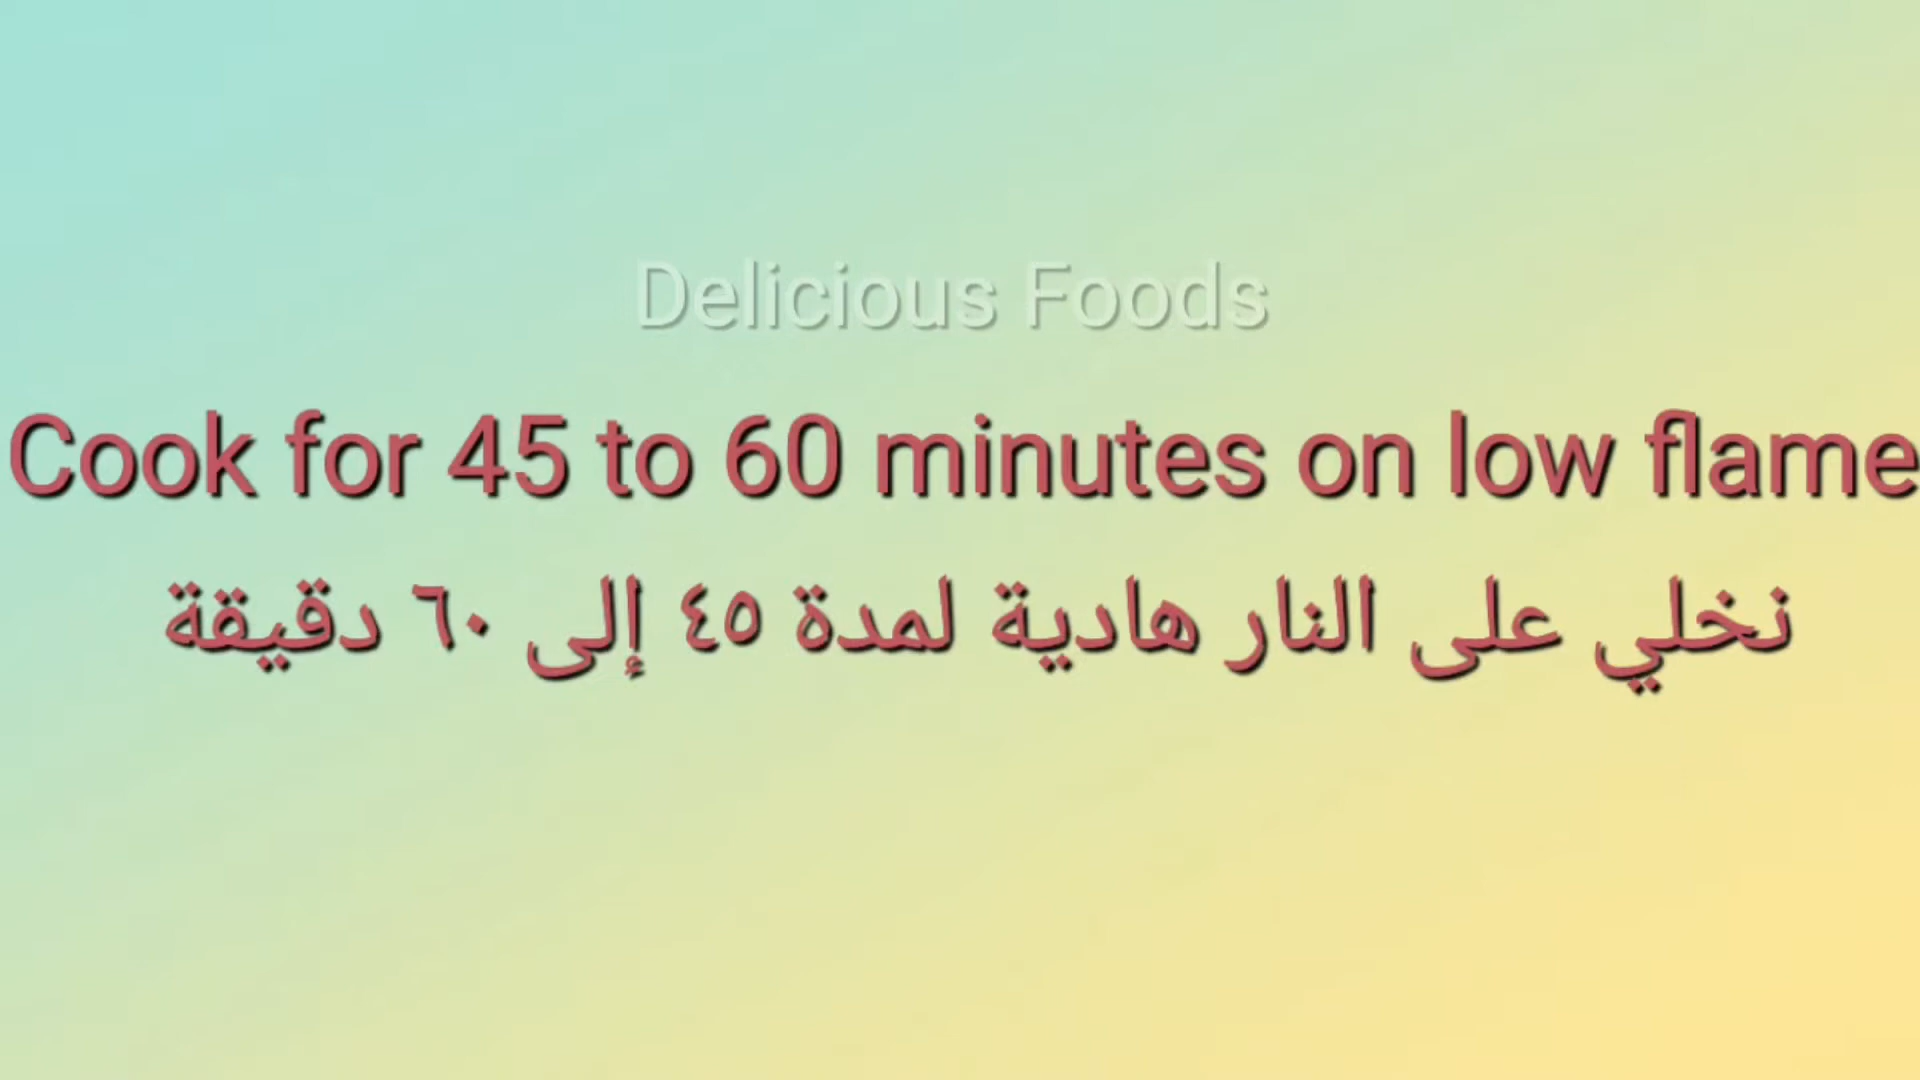 Delicious Foods
Cook for 45 to 60 minutes on low flame
نخلي على النار هادية لمدة ٤٥ إلى ٦٠ دقيقة